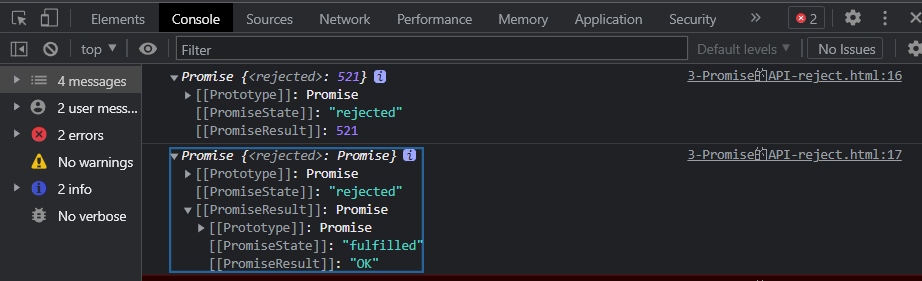 Elements Console Sources Network Performance Memory Application Security » 2
top Filter Default levels No Issues
4 messages
2 user mess...
2 errors
No warnings
2 info
No verbose
Promise {<rejected>: 521} i 3-Promise的API-reject.html:16
[[Prototype]]: Promise
[[PromiseState]]: "rejected"
[[PromiseResult]]: 521
Promise {<rejected>: Promise} i 3-Promise的API-reject.html:17
[[Prototype]]: Promise
[[PromiseState]]: "rejected"
[[PromiseResult]]: Promise
[[Prototype]]: Promise
[[PromiseState]]: "fulfilled"
[[PromiseResult]]: "OK"